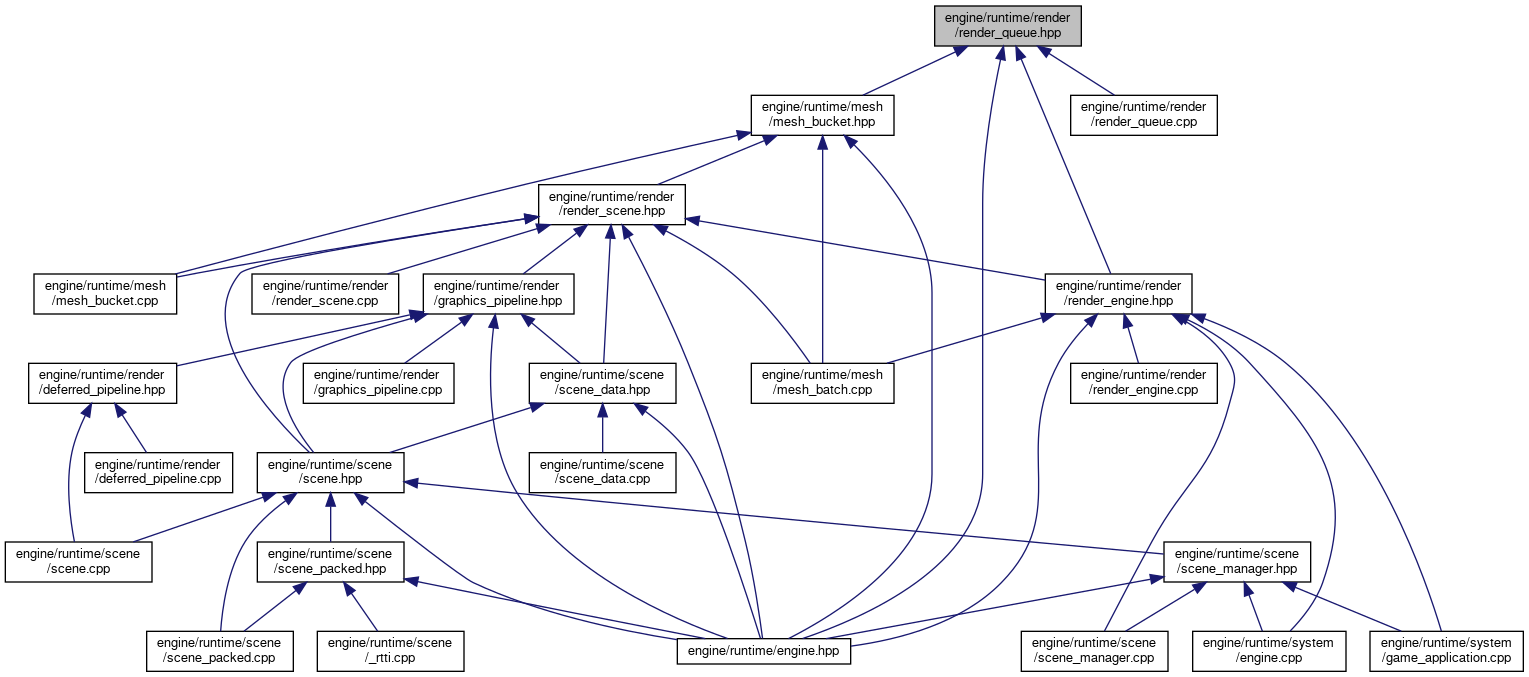 engine/runtime/render
/render_queue.hpp
engine/runtime/mesh
/mesh_bucket.hpp
engine/runtime/render
/render_queue.cpp
engine/runtime/render
/render_scene.hpp
engine/runtime/mesh
/mesh_bucket.cpp
engine/runtime/render
/render_scene.cpp
engine/runtime/render
/graphics_pipeline.hpp
engine/runtime/render
/render_engine.hpp
engine/runtime/render
/deferred_pipeline.hpp
engine/runtime/render
/graphics_pipeline.cpp
engine/runtime/scene
/scene_data.hpp
engine/runtime/mesh
/mesh_batch.cpp
engine/runtime/render
/render_engine.cpp
engine/runtime/render
/deferred_pipeline.cpp
engine/runtime/scene
/scene.hpp
engine/runtime/scene
/scene_data.cpp
engine/runtime/scene
/scene.cpp
engine/runtime/scene
/scene_packed.hpp
engine/runtime/scene
/scene_manager.hpp
engine/runtime/scene
/scene_packed.cpp
engine/runtime/scene
/_rtti.cpp
engine/runtime/engine.hpp
engine/runtime/scene
/scene_manager.cpp
engine/runtime/system
/engine.cpp
engine/runtime/system
/game_application.cpp